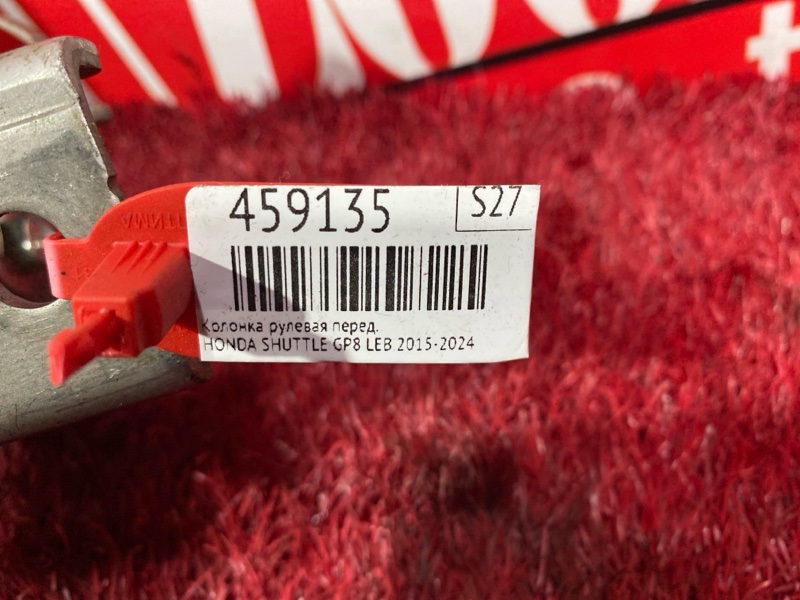 459135
S27
Колонка рулевая перед.
HONDA SHUTTLE GP8 LEB 2015-2024